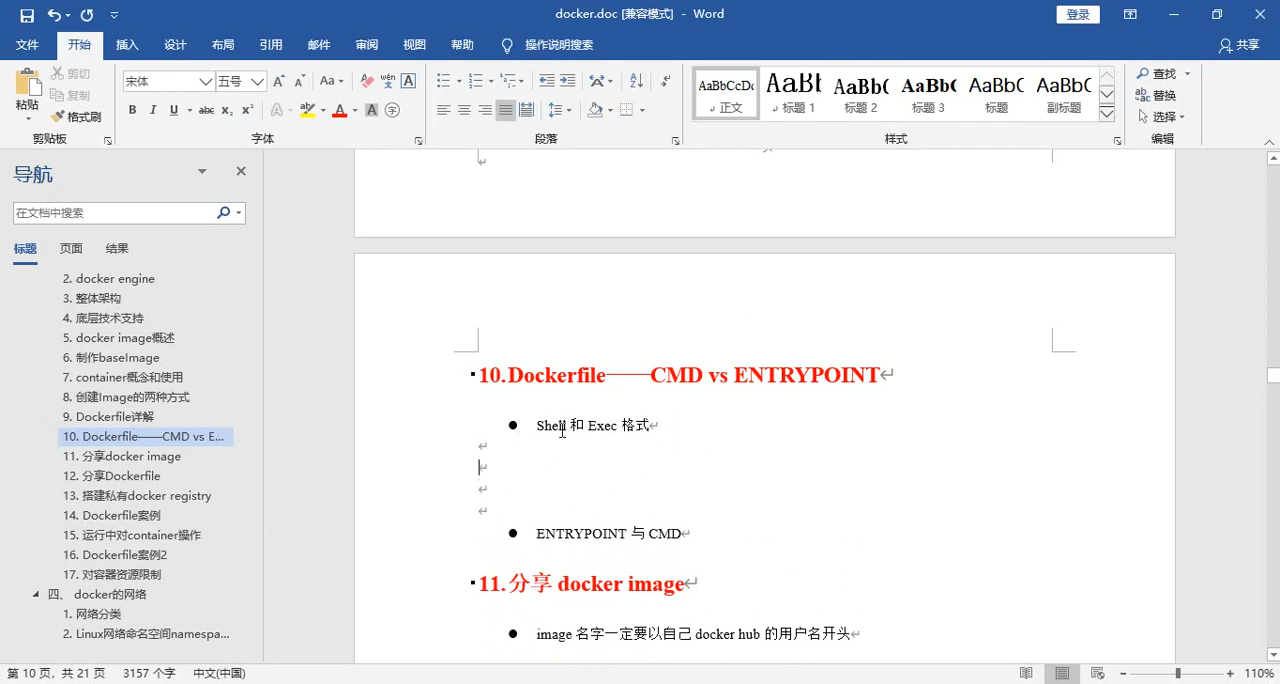 docker.doc [兼容模式] - Word
登录
文件 开始 插入 设计 布局 引用 邮件 审阅 视图 帮助 操作说明搜索 共享
粘贴 剪切 复制 格式刷
宋体 五号
AaBbCcDc AaBb AaBb( AaBb( AaBbC AaBbC
正文 标题 1 标题 2 标题 3 标题 副标题
查找
替换
选择
剪贴板 字体 段落 样式 编辑
导航
在文档中搜索
标题 页面 结果
2. docker engine
3. 整体架构
4. 底层技术支持
5. docker image概述
6. 制作baseImage
7. container概念和使用
8. 创建Image的两种方式
9. Dockerfile详解
10. Dockerfile——CMD vs E...
11. 分享docker image
12. 分享Dockerfile
13. 搭建私有docker registry
14. Dockerfile案例
15. 运行中对container操作
16. Dockerfile案例2
17. 对容器资源限制
四、 docker的网络
1. 网络分类
2. Linux网络命名空间namespa...
10.Dockerfile——CMD vs ENTRYPOINT
● Shell 和 Exec 格式
● ENTRYPOINT 与 CMD
11.分享 docker image
● image 名字一定要以自己 docker hub 的用户名开头
第 10 页，共 21 页 3157 个字 中文(中国) 110%